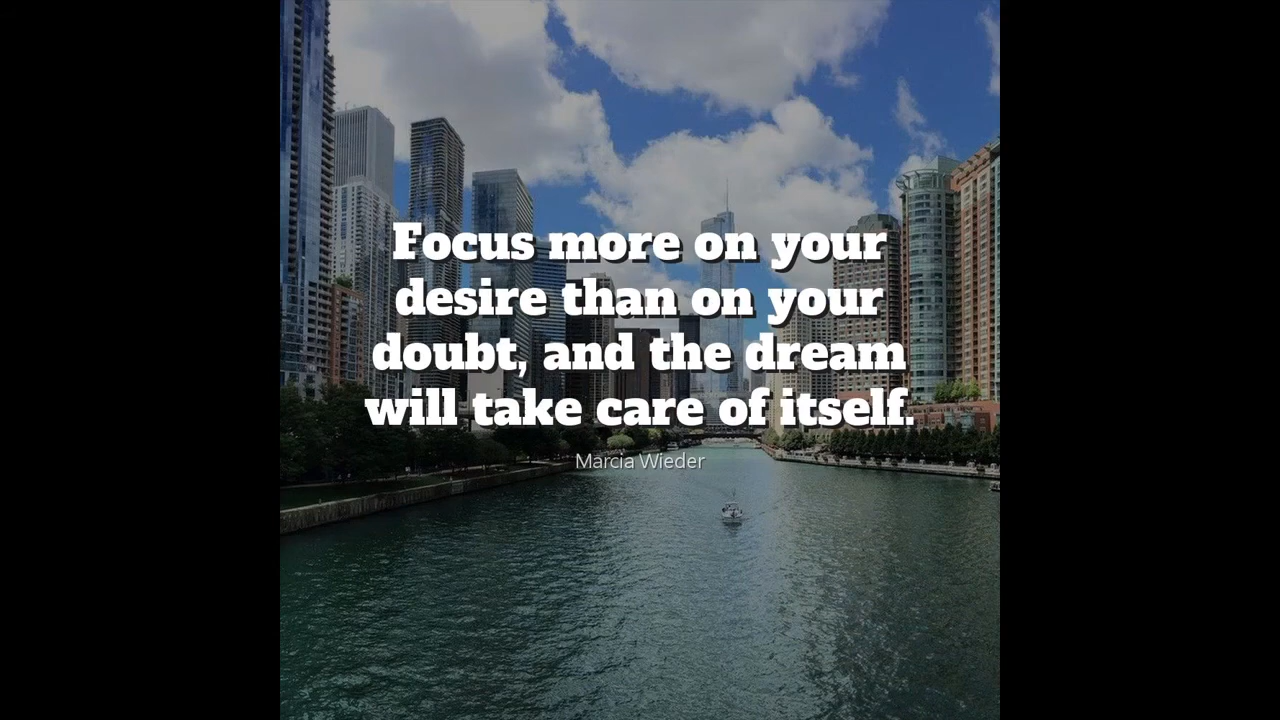 Focus more on your
desire than on your
doubt, and the dream
will take care of itself.
Marcia Wieder